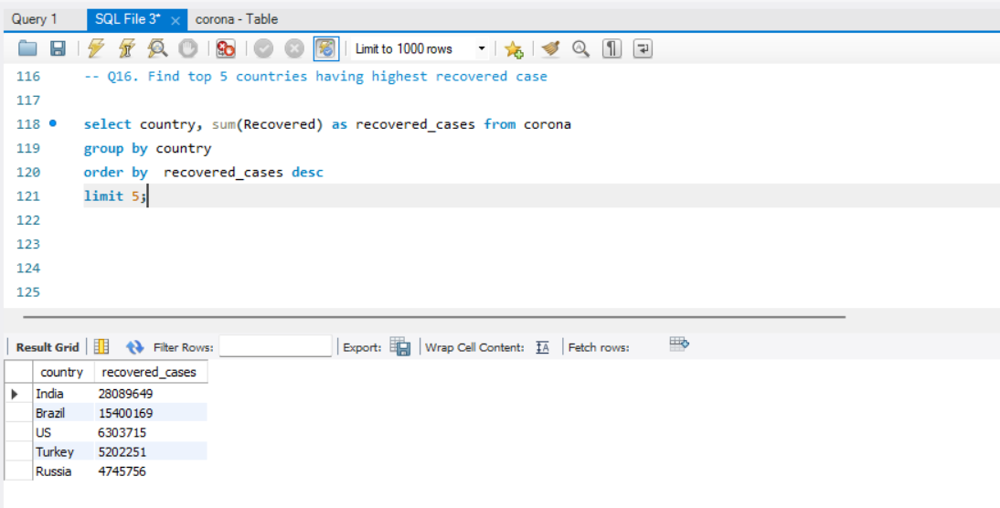 Query 1 SQL File 3* corona - Table
Limit to 1000 rows
116 -- Q16. Find top 5 countries having highest recovered case
117
118 select country, sum(Recovered) as recovered_cases from corona
119 group by country
120 order by  recovered_cases desc
121 limit 5;
122
123
124
125
Result Grid Filter Rows: Export: Wrap Cell Content: Fetch rows:
country recovered_cases
India 28089649
Brazil 15400169
US 6303715
Turkey 5202251
Russia 4745756